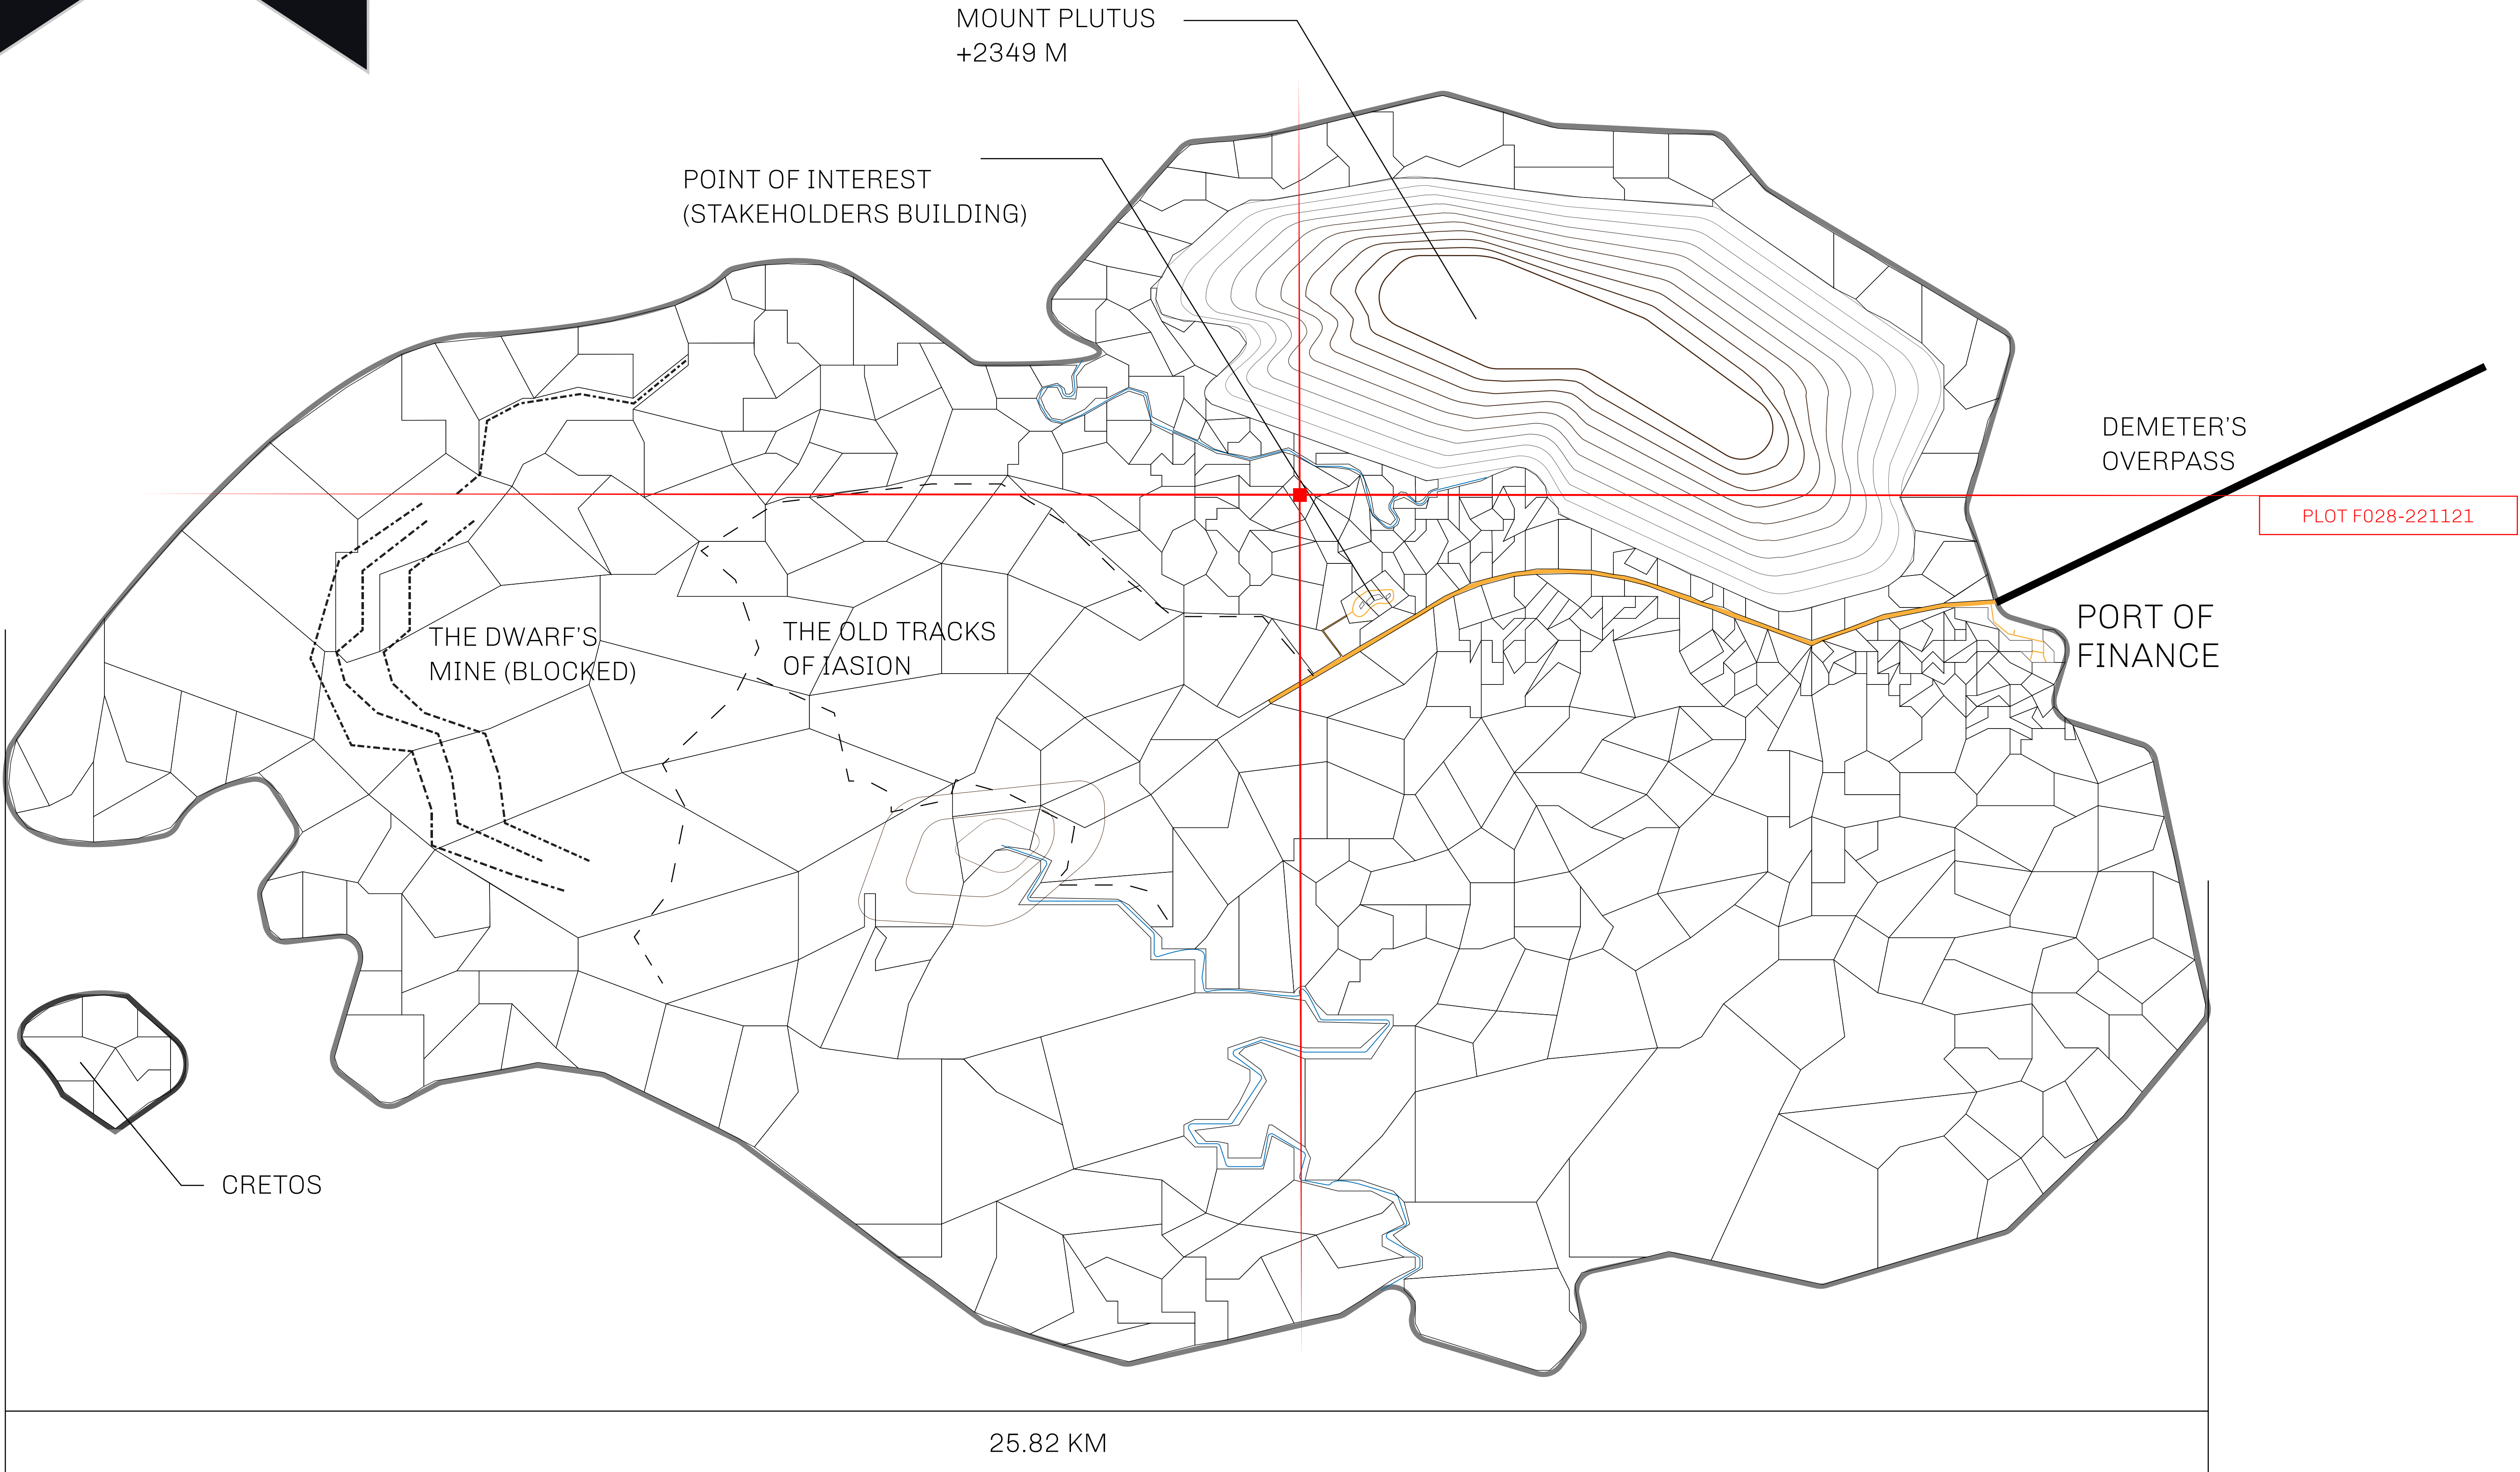 MOUNT PLUTUS
+2349 M
POINT OF INTEREST
(STAKEHOLDERS BUILDING)
DEMETER'S
OVERPASS
PLOT F028-221121
PORT OF
FINANCE
THE DWARF'S
MINE (BLOCKED)
THE OLD TRACKS
OF IASION
CRETOS
25.82 KM